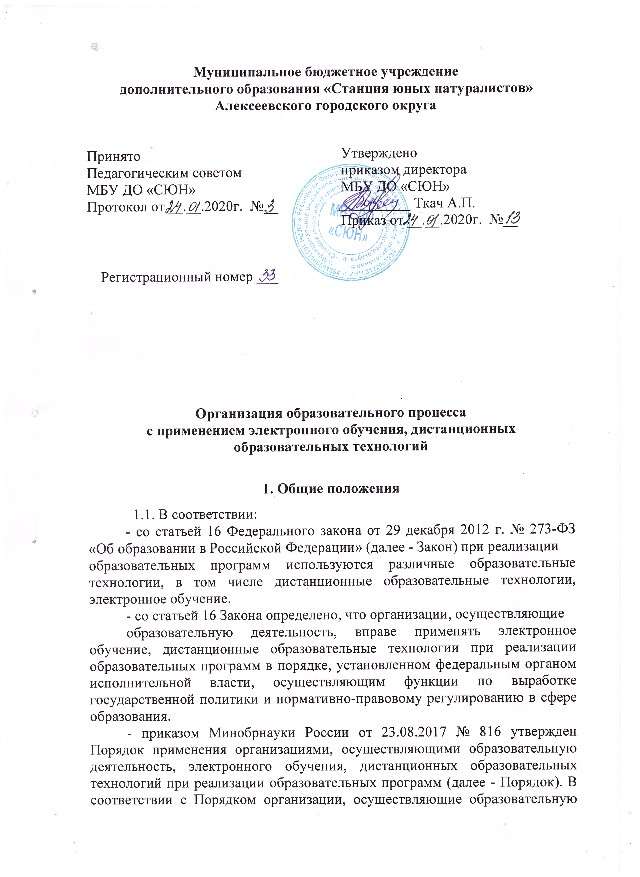 Муниципальное бюджетное учреждение
дополнительного образования «Станция юных натуралистов»
Алексеевского городского округа
Принято
Педагогическим советом
МБУ ДО «СЮН»
Протокол от 24.01.2020г. № 3
Утверждено
приказом директора
МБУ ДО «СЮН»
Ткач А.П.
Приказ от 24.01.2020г. № 13
«СЮН»
Регистрационный номер 33
Организация образовательного процесса
с применением электронного обучения, дистанционных
образовательных технологий
1. Общие положения
1.1. В соответствии:
- со статьей 16 Федерального закона от 29 декабря 2012 г. № 273-ФЗ
«Об образовании в Российской Федерации» (далее - Закон) при реализации
образовательных программ используются различные образовательные
технологии, в том числе дистанционные образовательные технологии,
электронное обучение.
- со статьей 16 Закона определено, что организации, осуществляющие
образовательную деятельность, вправе применять электронное
обучение, дистанционные образовательные технологии при реализации
образовательных программ в порядке, установленном федеральным органом
исполнительной власти, осуществляющим функции по выработке
государственной политики и нормативно-правовому регулированию в сфере
образования.
- приказом Минобрнауки России от 23.08.2017 № 816 утвержден
Порядок применения организациями, осуществляющими образовательную
деятельность, электронного обучения, дистанционных образовательных
технологий при реализации образовательных программ (далее - Порядок). В
соответствии с Порядком организации, осуществляющие образовательную